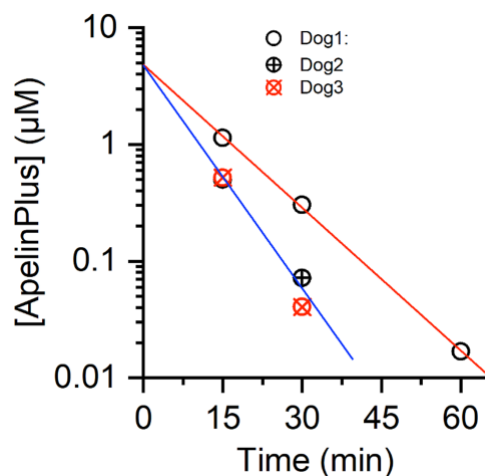 10
Dog1:
Dog2
Dog3
1
0.1
0.01
[ApelinPlus] (μM)
0 15 30 45 60
Time (min)